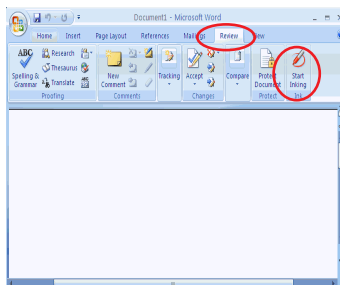 Document1 - Microsoft Word
Home Insert Page Layout References Mailings Review View
ABC Research
Thesaurus
Spelling & Grammar Translate
New Comment
Tracking
Accept
Compare
Protect Document
Start Inking
Proofing Comments Changes Protect Ink